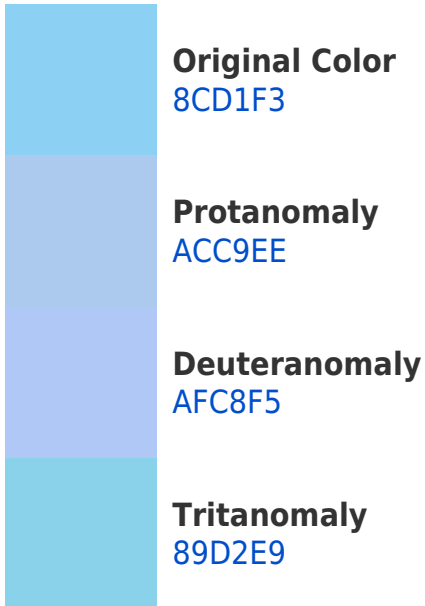 Original Color
8CD1F3
Protanomaly
ACC9EE
Deuteranomaly
AFC8F5
Tritanomaly
89D2E9